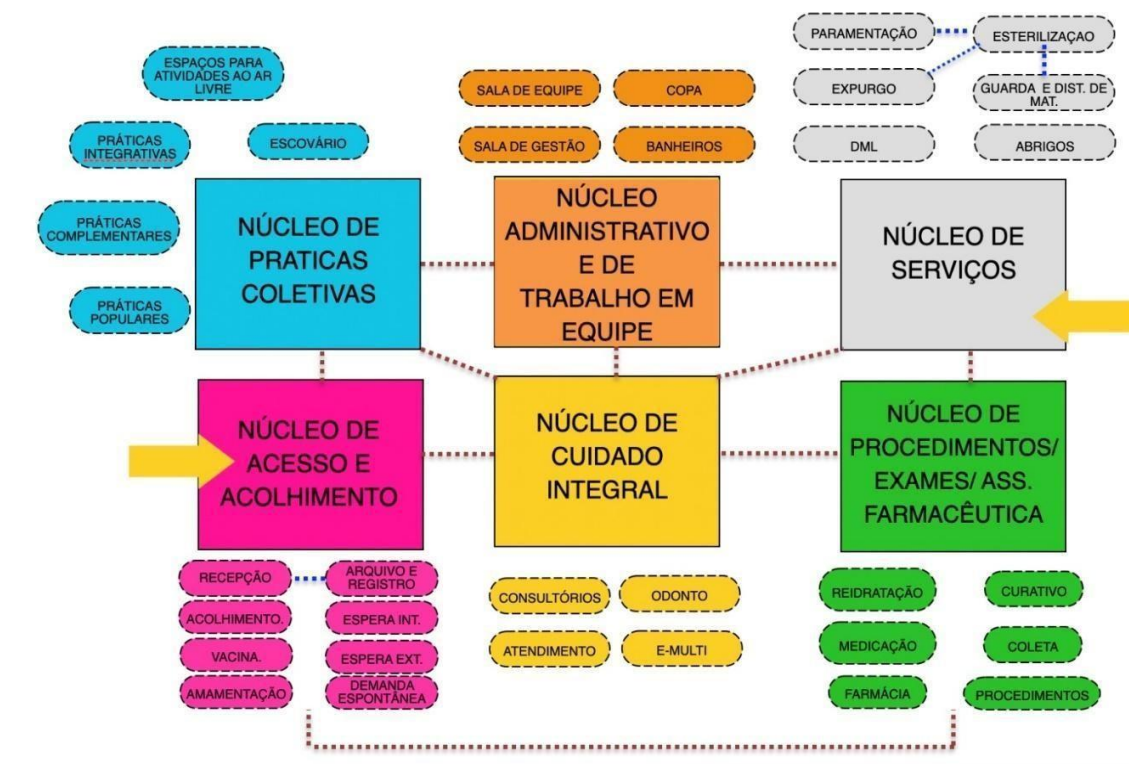 ESPAÇOS PARA
ATIVIDADES AO AR
LIVRE
PRÁTICAS
INTEGRATIVAS
ESCOVÁRIO
PRÁTICAS
COMPLEMENTARES
PRÁTICAS
POPULARES
NÚCLEO DE
PRATICAS
COLETIVAS
SALA DE EQUIPE
COPA
SALA DE GESTÃO
BANHEIROS
NÚCLEO
ADMINISTRATIVO
E DE
TRABALHO EM
EQUIPE
PARAMENTAÇÃO
ESTERILIZAÇAO
EXPURGO
GUARDA E DIST. DE
MAT.
DML
ABRIGOS
NÚCLEO DE
SERVIÇOS
NÚCLEO DE
ACESSO E
ACOLHIMENTO
RECEPÇÃO
ARQUIVO E
REGISTRO
ACOLHIMENTO.
ESPERA INT.
VACINA.
ESPERA EXT.
AMAMENTAÇÃO
DEMANDA
ESPONTÂNEA
NÚCLEO DE
CUIDADO
INTEGRAL
CONSULTÓRIOS
ODONTO
ATENDIMENTO
E-MULTI
NÚCLEO DE
PROCEDIMENTOS/
EXAMES/ ASS.
FARMACÊUTICA
REIDRATAÇÃO
CURATIVO
MEDICAÇÃO
COLETA
FARMÁCIA
PROCEDIMENTOS